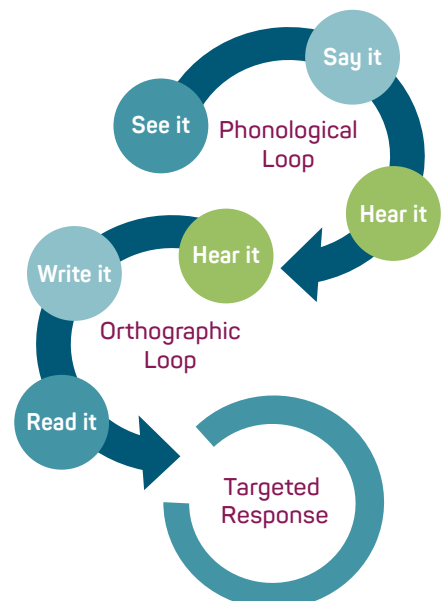 Say it
See it
Phonological
Loop
Hear it
Hear it
Write it
Orthographic
Loop
Read it
Targeted
Response